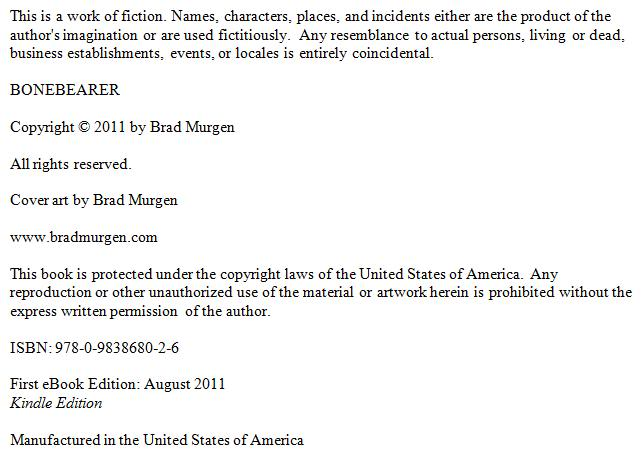 This is a work of fiction. Names, characters, places, and incidents either are the product of the
author's imagination or are used fictitiously.  Any resemblance to actual persons, living or dead,
business establishments, events, or locales is entirely coincidental.
BONEBEARER
Copyright © 2011 by Brad Murgen
All rights reserved.
Cover art by Brad Murgen
www.bradmurgen.com
This book is protected under the copyright laws of the United States of America.  Any
reproduction or other unauthorized use of the material or artwork herein is prohibited without the
express written permission of the author.
ISBN: 978-0-9838680-2-6
First eBook Edition: August 2011
Kindle Edition
Manufactured in the United States of America